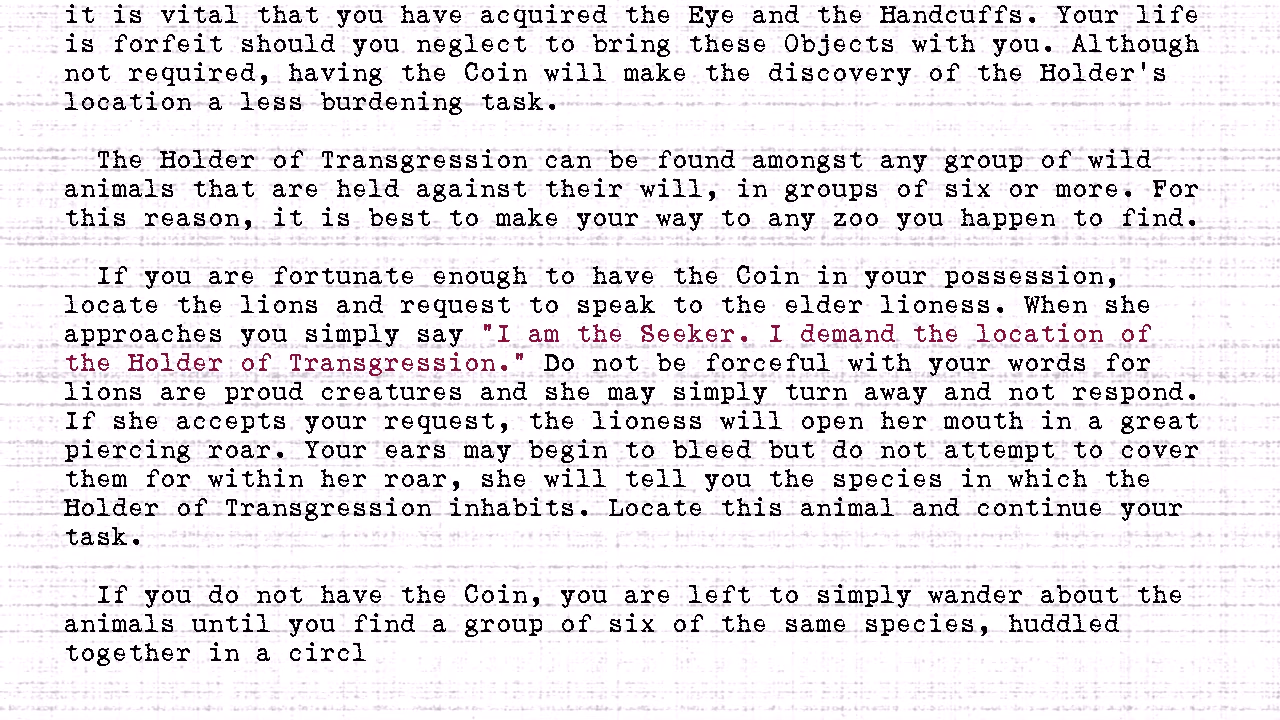 it is vital that you have acquired the Eye and the Handcuffs. Your life
is forfeit should you neglect to bring these Objects with you. Although
not required, having the Coin will make the discovery of the Holder's
location a less burdening task.
The Holder of Transgression can be found amongst any group of wild
animals that are held against their will, in groups of six or more. For
this reason, it is best to make your way to any zoo you happen to find.
If you are fortunate enough to have the Coin in your possession,
locate the lions and request to speak to the elder lioness. When she
approaches you simply say "I am the Seeker. I demand the location of
the Holder of Transgression." Do not be forceful with your words for
lions are proud creatures and she may simply turn away and not respond.
If she accepts your request, the lioness will open her mouth in a great
piercing roar. Your ears may begin to bleed but do not attempt to cover
them for within her roar, she will tell you the species in which the
Holder of Transgression inhabits. Locate this animal and continue your
task.
If you do not have the Coin, you are left to simply wander about the
animals until you find a group of six of the same species, huddled
together in a circl